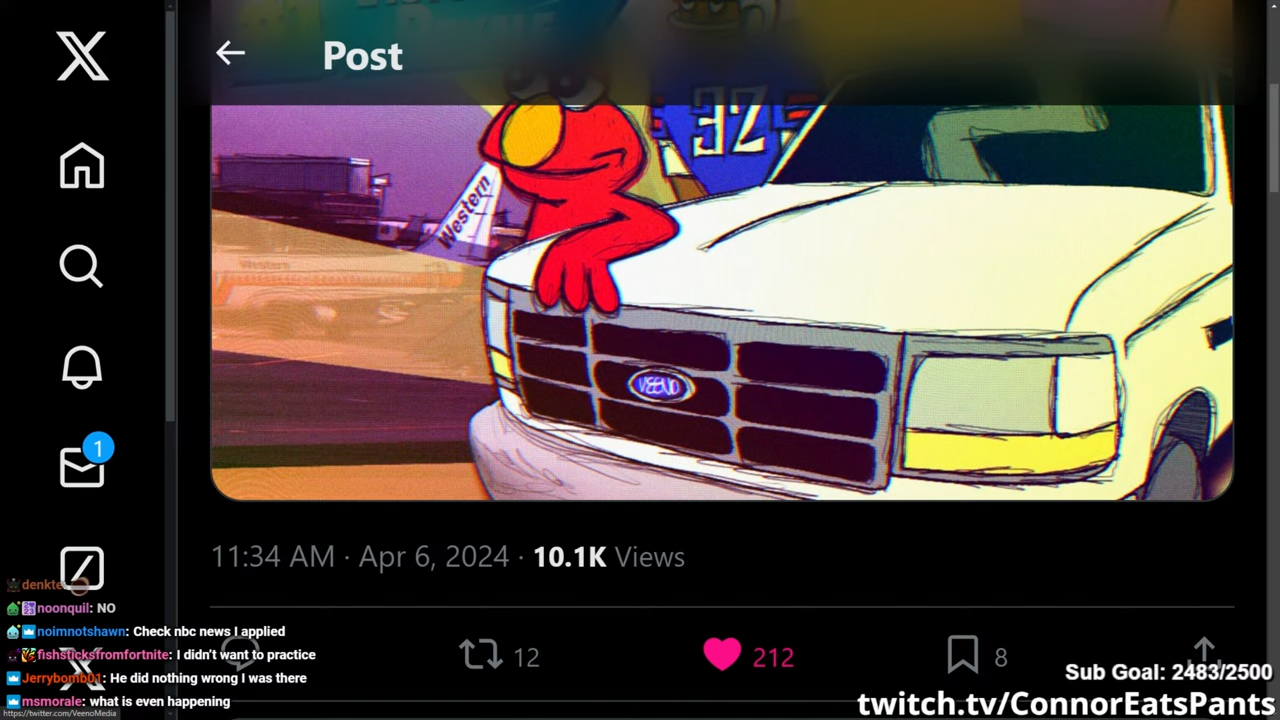 Post
32
Western
Western
VEENO
1
11:34 AM · Apr 6, 2024 · 10.1K Views
12
212
8
noonquil: NO
noimnotshawn: Check nbc news I applied
fishsticksfromfortnite: I didn't want to practice
Jerrybomb01: He did nothing wrong I was there
msmorale: what is even happening
https://twitter.com/VeenoMedia
Sub Goal: 2483/2500
twitch.tv/ConnorEatsPants